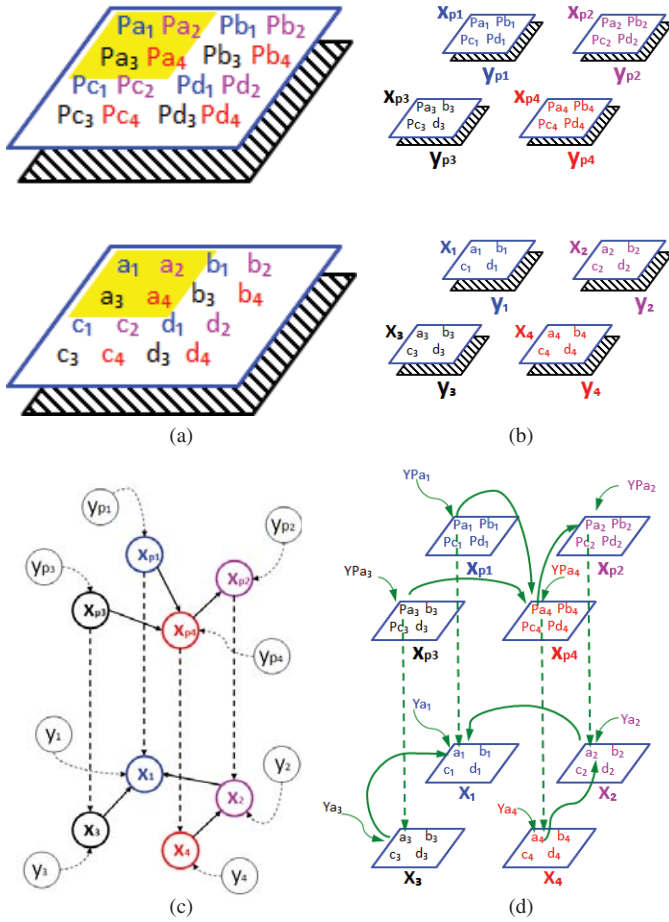 Pa₁ Pa₂ Pb₁ Pb₂
Pa₃ Pa₄ Pb₃ Pb₄
Pc₁ Pc₂ Pd₁ Pd₂
Pc₃ Pc₄ Pd₃ Pd₄
a₁ a₂ b₁ b₂
a₃ a₄ b₃ b₄
c₁ c₂ d₁ d₂
c₃ c₄ d₃ d₄
(a)
Xp1 Xp2
Pa₁ Pb₁ Pa₂ Pb₂
Pc₁ Pd₁ Pc₂ Pd₂
yp1 yp2
Xp3 Xp4
Pa₃ b₃ Pa₄ Pb₄
Pc₃ d₃ Pc₄ Pd₄
yp3 yp4
X₁ X₂
a₁ b₁ a₂ b₂
c₁ d₁ c₂ d₂
y₁ y₂
X₃ X₄
a₃ b₃ a₄ b₄
c₃ d₃ c₄ d₄
y₃ y₄
(b)
yp₁
yp₂
yp₃ Xp1 Xp2
Xp3 Xp4
yp₄
y₁ X₁ y₂
X₂
X₃ X₄
y₃ y₄
(c)
YPa₁ YPa₂
Pa₁ Pb₁ Pa₂ Pb₂
Pc₁ Pd₁ Pc₂ Pd₂
Xp1 Xp2
YPa₃ YPa₄
Pa₃ b₃ Pa₄ Pb₄
Pc₃ d₃ Pc₄ Pd₄
Xp3 Xp4
Ya₁ Ya₂
a₁ b₁ a₂ b₂
c₁ d₁ c₂ d₂
X₁ X₂
Ya₃ Ya₄
a₃ b₃ a₄ b₄
c₃ d₃ c₄ d₄
X₃ X₄
(d)